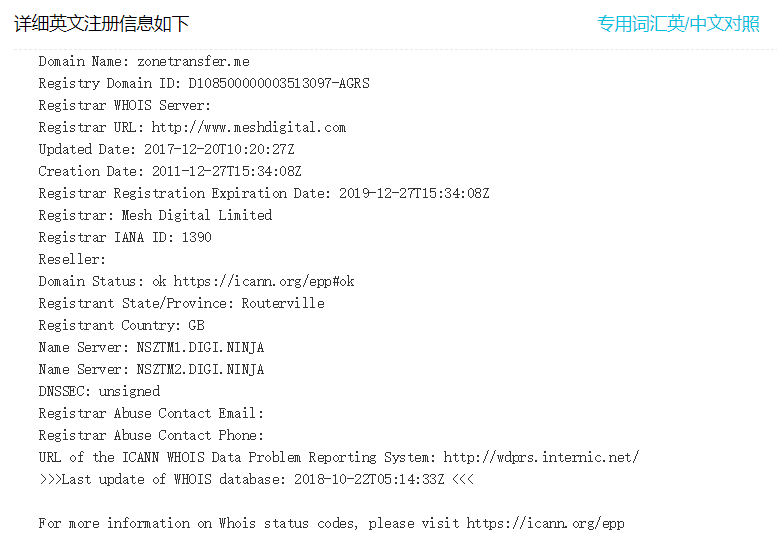 详细英文注册信息如下
专用词汇英/中文对照
Domain Name: zonetransfer.me
Registry Domain ID: D108500000003513097-AGRS
Registrar WHOIS Server:
Registrar URL: http://www.meshdigital.com
Updated Date: 2017-12-20T10:20:27Z
Creation Date: 2011-12-27T15:34:08Z
Registrar Registration Expiration Date: 2019-12-27T15:34:08Z
Registrar: Mesh Digital Limited
Registrar IANA ID: 1390
Reseller:
Domain Status: ok https://icann.org/epp#ok
Registrant State/Province: Routerville
Registrant Country: GB
Name Server: NSZTM1.DIGI.NINJA
Name Server: NSZTM2.DIGI.NINJA
DNSSEC: unsigned
Registrar Abuse Contact Email:
Registrar Abuse Contact Phone:
URL of the ICANN WHOIS Data Problem Reporting System: http://wdprs.internic.net/
>>>Last update of WHOIS database: 2018-10-22T05:14:33Z <<<
For more information on Whois status codes, please visit https://icann.org/epp